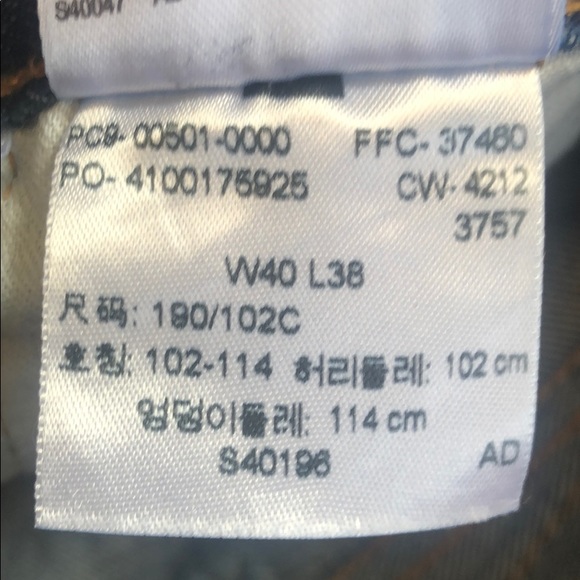 S40047
PC9- 00501-0000 FFC- 37460
PO- 4100175925 CW- 4212
3757
W40 L38
尺码: 190/102C
호칭: 102-114 허리둘레: 102 cm
엉덩이둘레: 114 cm
S40196 AD